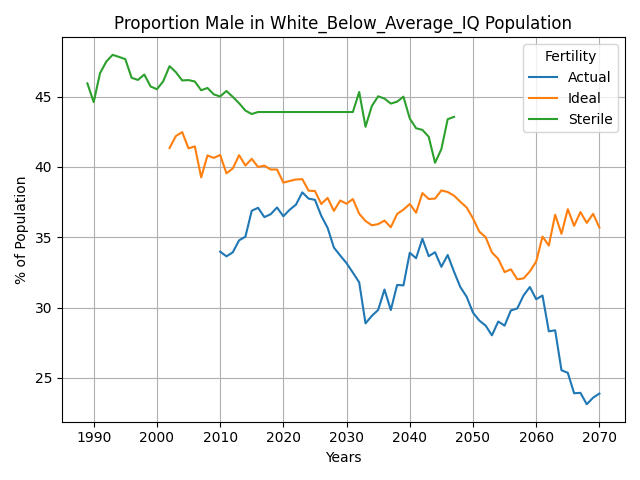 Proportion Male in White_Below_Average_IQ Population
Fertility
Actual
Ideal
Sterile
% of Population
45
40
35
30
25
1990 2000 2010 2020 2030 2040 2050 2060 2070
Years